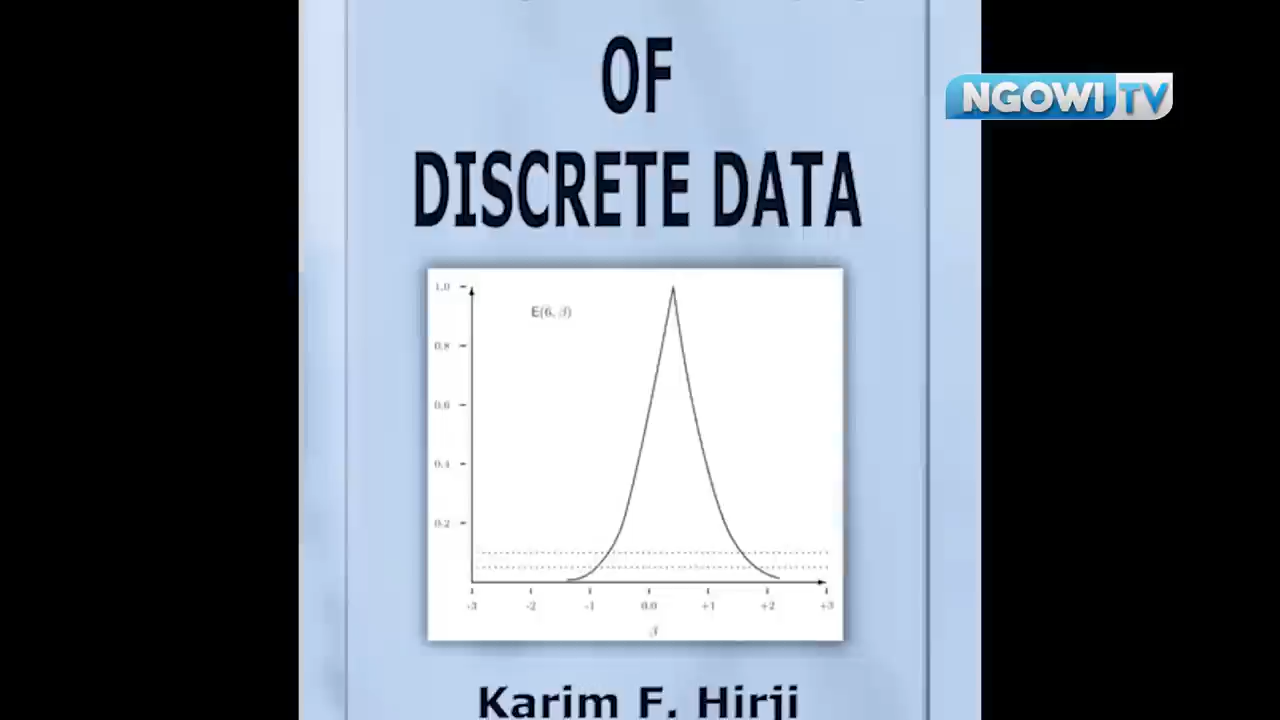 OF
NGOWI TV
DISCRETE DATA
1.0
E(6, β)
0.8
0.6
0.4
0.2
-3 -2 -1 0.0 +1 +2 +3
β
Karim F. Hirji